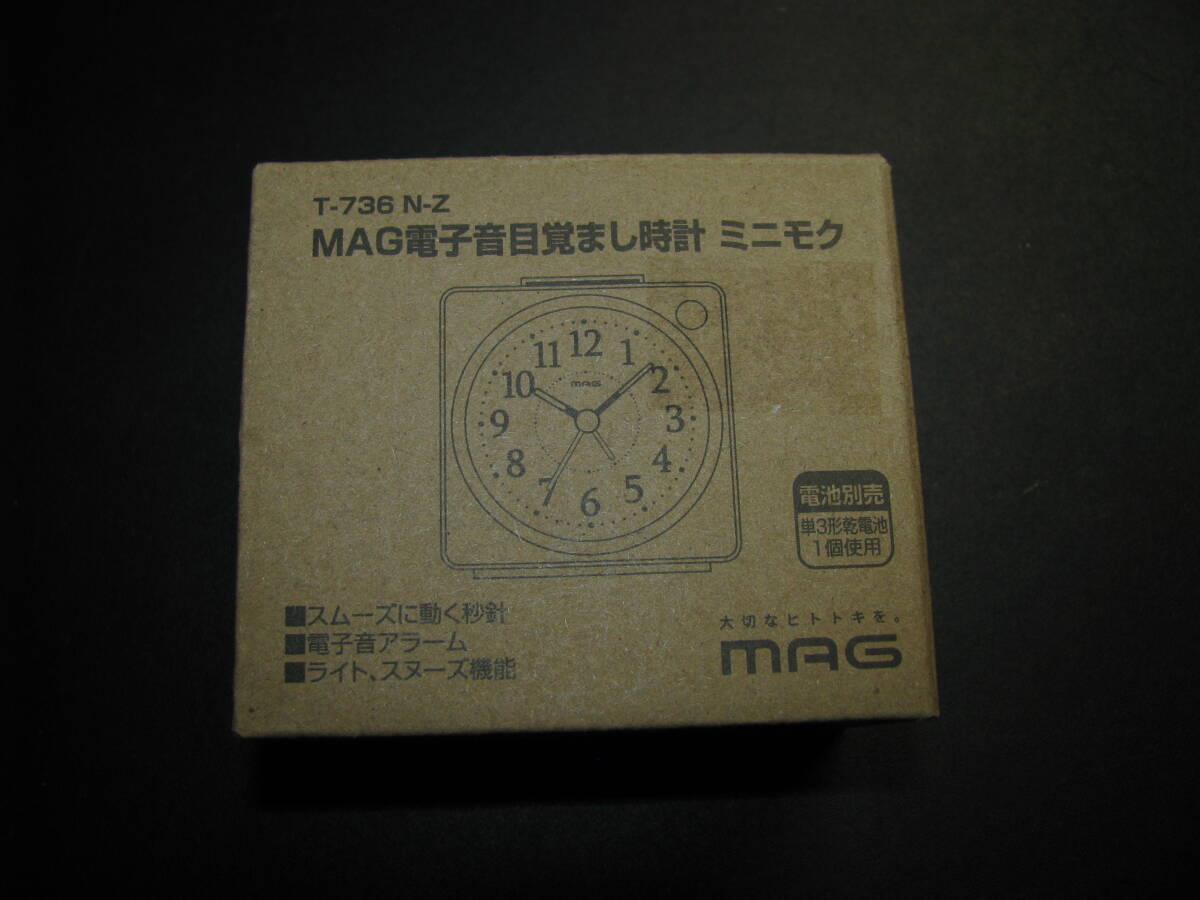 T-736 N-Z
MAG電子音目覚まし時計 ミニモク
12
11
1
10
MAG
2
9
3
8
4
7
5
6
電池別売
単3形乾電池
1個使用
■スムーズに動く秒針
■電子音アラーム
■ライト、スヌーズ機能
大切なヒトトキを。
MAG